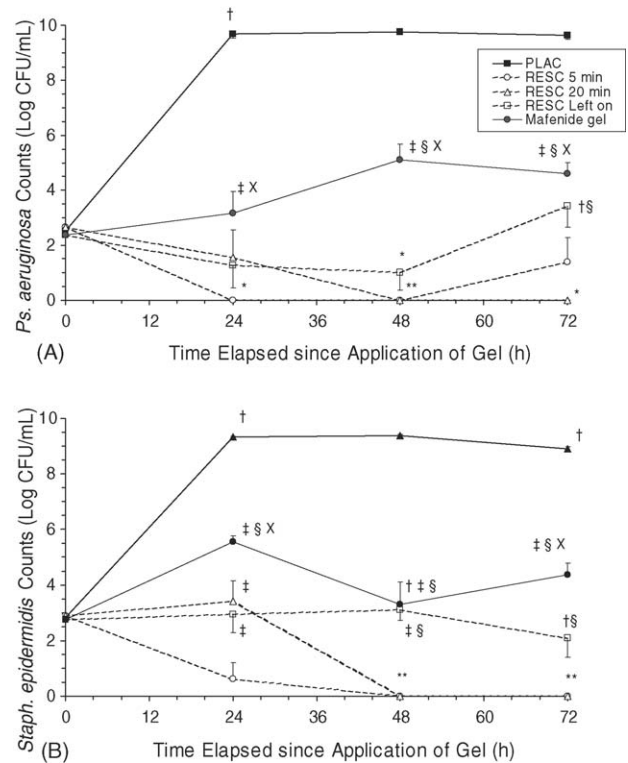 †
10
‡ § X
‡ § X
8
PLAC
RESC 5 min
RESC 20 min
RESC Left on
Mafenide gel
6
‡ X
†§
4
*
2
*
**
*
0
0 12 24 36 48 60 72
Ps. aeruginosa Counts (Log CFU/mL)
(A) Time Elapsed since Application of Gel (h)
†
†
10
8
‡ § X
‡ § X
6
† ‡ §
‡
4
‡
‡ §
†§
2
**
**
0
0 12 24 36 48 60 72
Staph. epidermidis Counts (Log CFU/mL)
(B) Time Elapsed since Application of Gel (h)